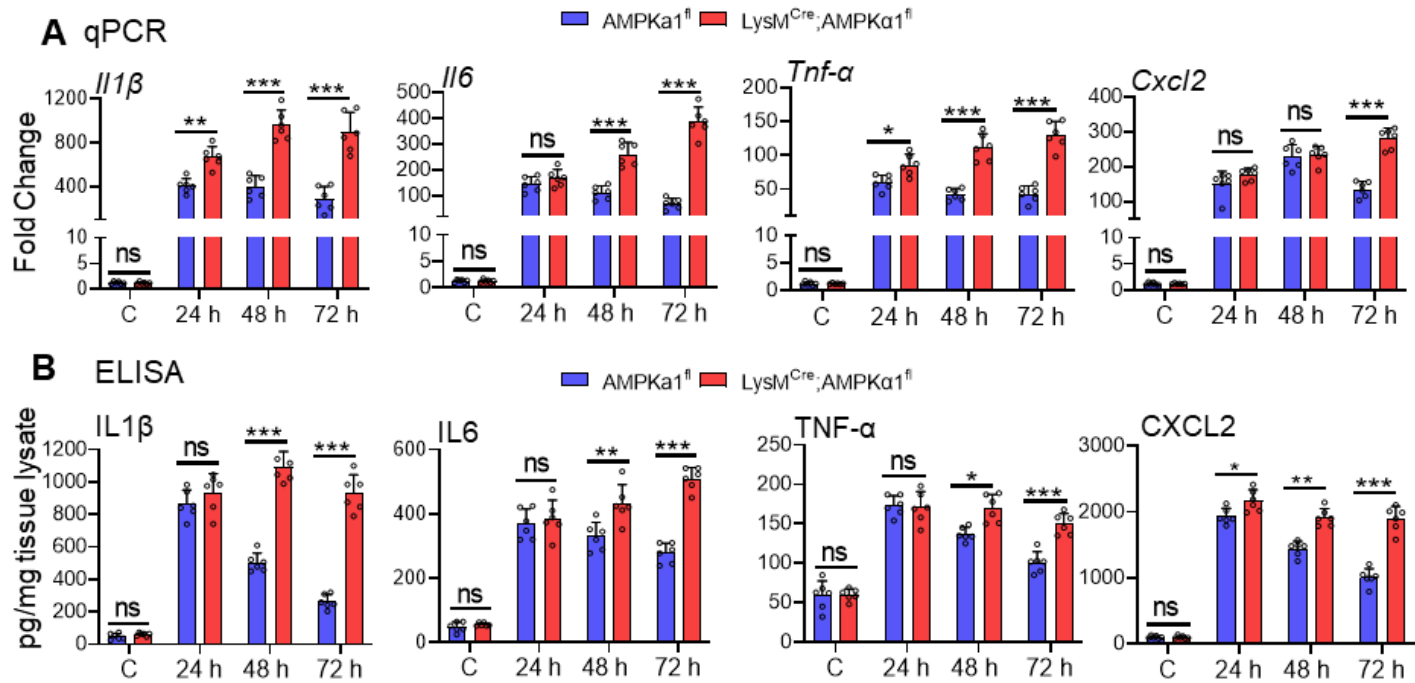 AMPKa1fl LysMCre;AMPKα1fl
A qPCR
Il1β Il6 Tnf-α Cxcl2
Fold Change
1200
800
400
10
5
0
ns ** *** ***
C 24 h 48 h 72 h
500
400
300
200
100
10
5
0
ns ns *** ***
C 24 h 48 h 72 h
200
150
100
50
10
5
0
ns * *** ***
C 24 h 48 h 72 h
400
300
200
100
10
5
0
ns ns ns ***
C 24 h 48 h 72 h
B ELISA
AMPKa1fl LysMCre;AMPKα1fl
IL1β IL6 TNF-α CXCL2
pg/mg tissue lysate
1200
1000
800
600
400
200
0
ns ns *** ***
C 24 h 48 h 72 h
600
400
200
0
ns ns ** ***
C 24 h 48 h 72 h
250
200
150
100
50
0
ns ns * ***
C 24 h 48 h 72 h
3000
2000
1000
0
ns * ** ***
C 24 h 48 h 72 h